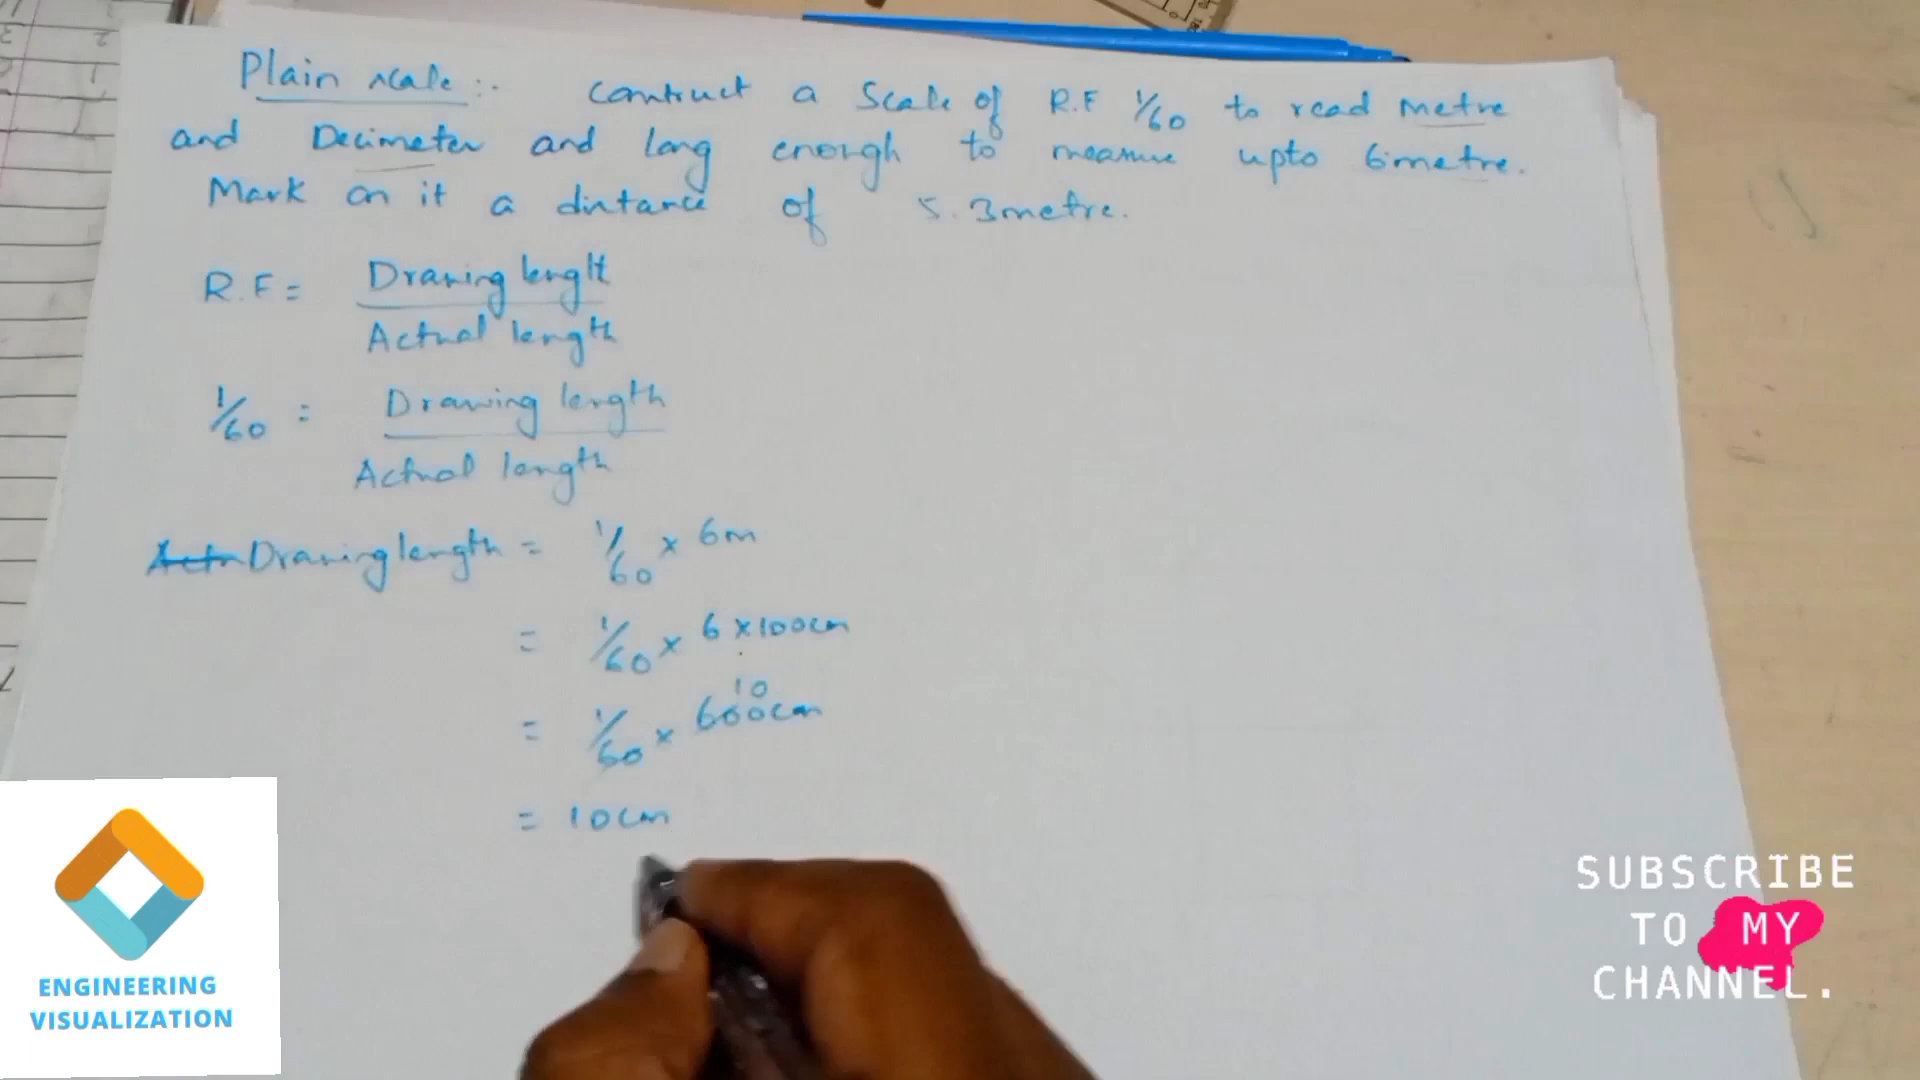 Plain scale:- construct a Scale of R.F 1/60 to read metre
and Decimeter and long enough to measure upto 6metre.
Mark on it a distance of 5.3metre.
R.F = Drawing length
Actual length
1/60 = Drawing length
Actual length
Drawing length = 1/60 × 6m
= 1/60 × 6 × 100cm
10
= 1/60 × 600cm
= 10cm
ENGINEERING
VISUALIZATION
SUBSCRIBE
TO MY
CHANNEL.